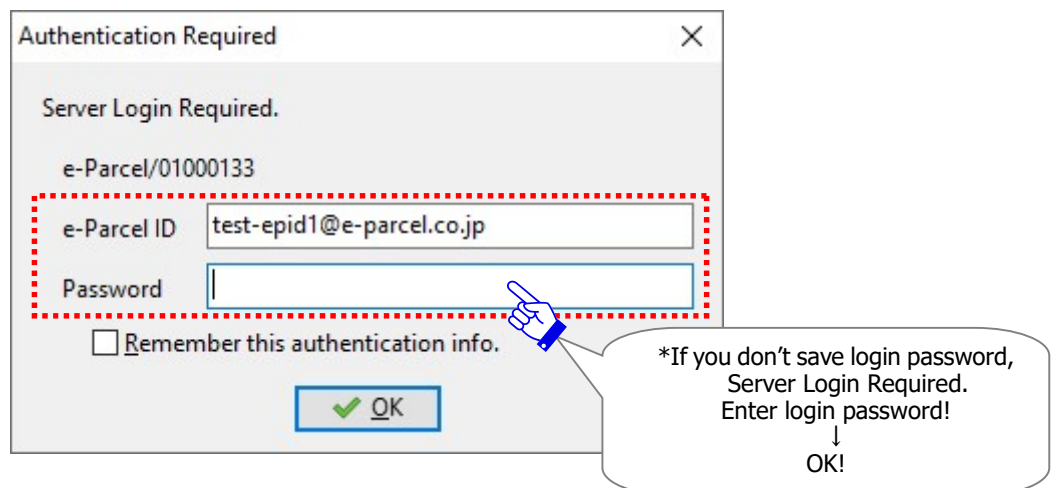 Authentication Required
Server Login Required.
e-Parcel/01000133
e-Parcel ID test-epid1@e-parcel.co.jp
Password
Remember this authentication info.
OK
*If you don’t save login password,
Server Login Required.
Enter login password!
↓
OK!